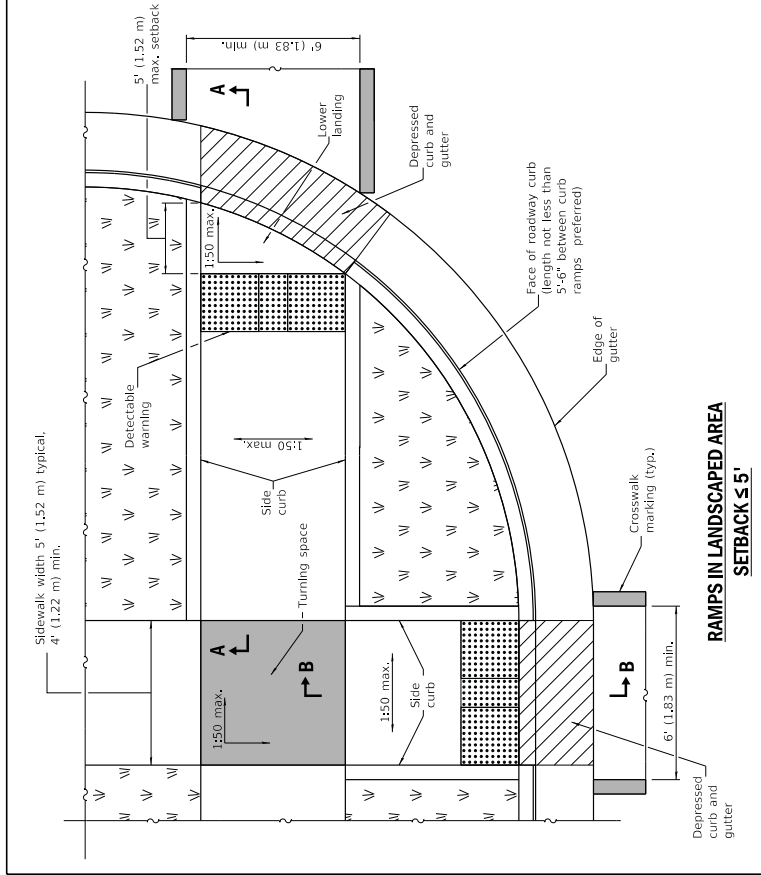 Sidewalk width 5' (1.52 m) typical,
4' (1.22 m) min.
5' (1.52 m)
max. setback
6' (1.83 m) min.
A
1:50 max.
Lower
landing
Depressed
curb and
gutter
Detectable
warning
1:50 max.
Side
curb
Face of roadway curb
(length not less than
5'-6" between curb
ramps preferred)
Edge of
gutter
Turning space
A
B
1:50 max.
1:50 max.
Side
curb
Crosswalk
marking (typ.)
B
6' (1.83 m) min.
Depressed
curb and
gutter
RAMPS IN LANDSCAPED AREA
SETBACK ≤ 5'